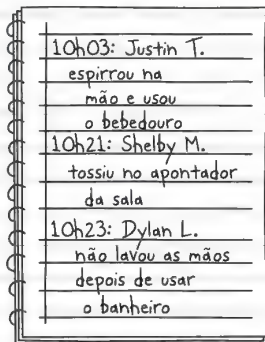 10h03: Justin T.
espirrou na
mão e usou
o bebedouro
10h21: Shelby M.
tossiu no apontador
da sala
10h23: Dylan L.
não lavou as mãos
depois de usar
o banheiro